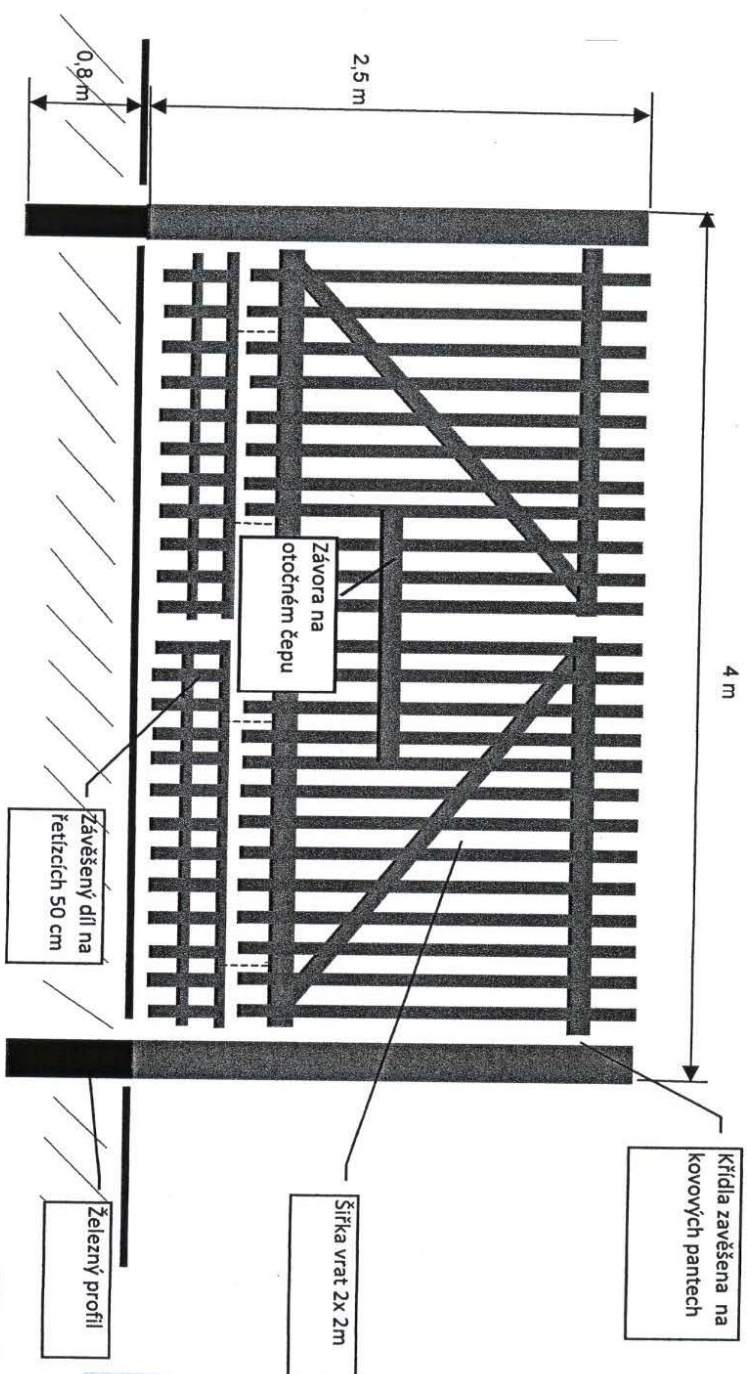 4 m
2,5 m
0,8 m
Křídla zavěšena na
kovových pantech
Závora na
otočném čepu
Šířka vrat 2x 2m
Závěšený díl na
řetízcích 50 cm
Železný profil